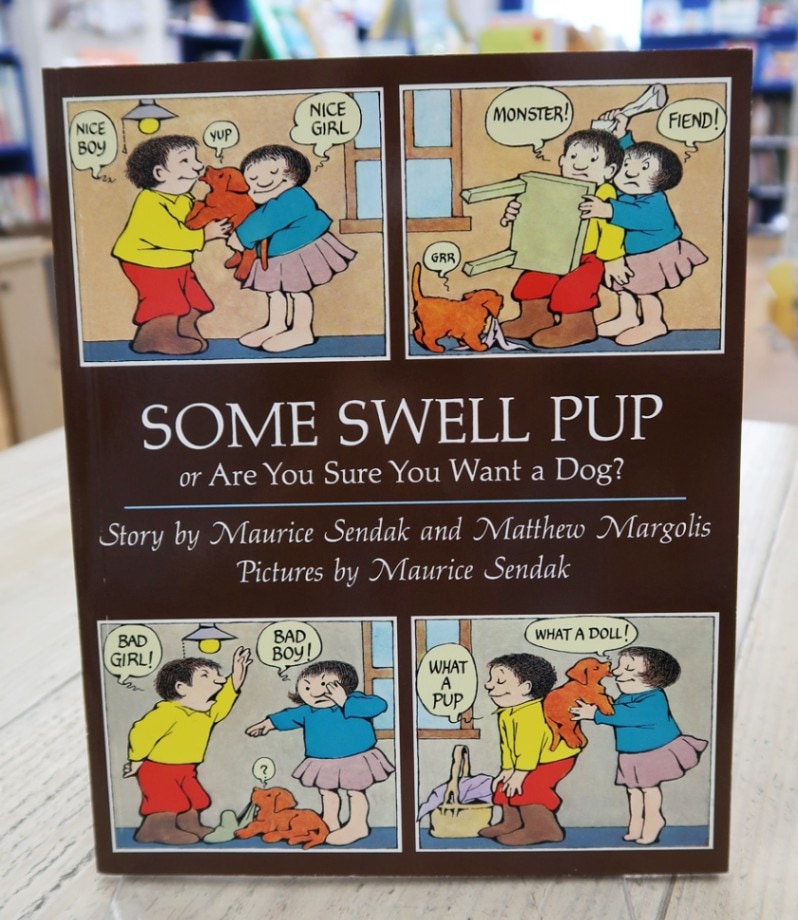 NICE
BOY
YUP
NICE
GIRL
MONSTER!
FIEND!
GRR
SOME SWELL PUP
or Are You Sure You Want a Dog?
Story by Maurice Sendak and Matthew Margolis
Pictures by Maurice Sendak
BAD
GIRL!
BAD
BOY!
?
WHAT
A
PUP
WHAT A DOLL!